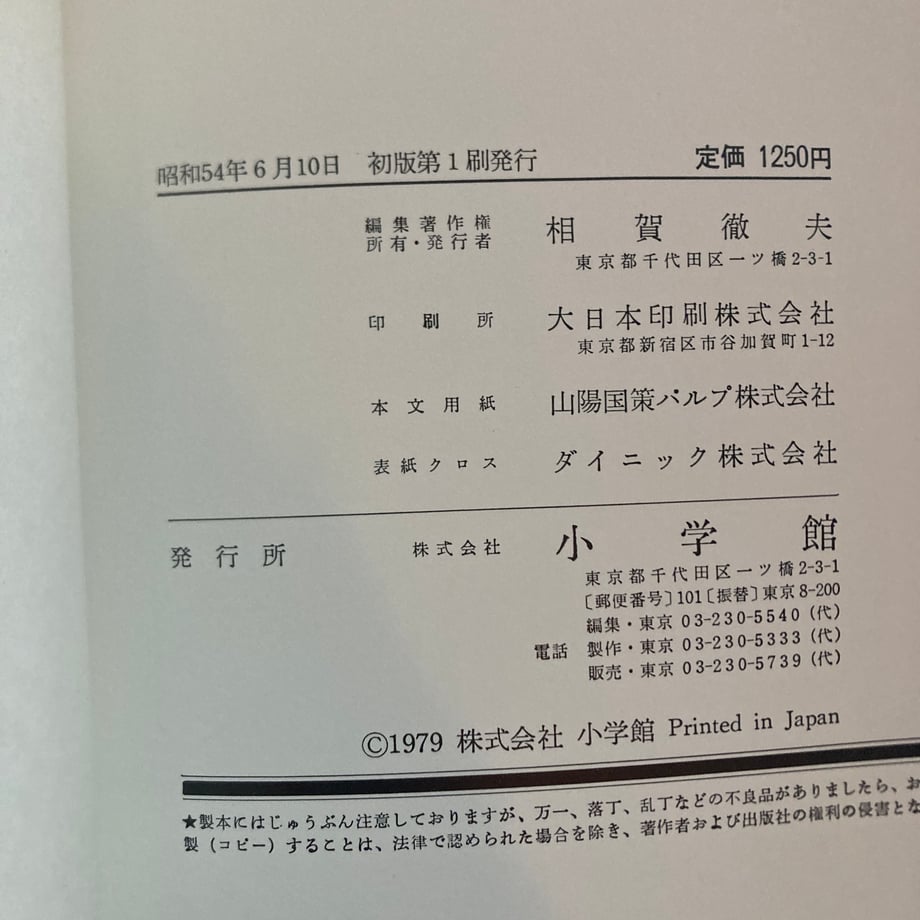 昭和54年6月10日 初版第1刷発行 定価 1250円
編集著作権
所有・発行者 相賀徹夫
東京都千代田区一ツ橋2-3-1
印刷所 大日本印刷株式会社
東京都新宿区市谷加賀町1-12
本文用紙 山陽国策パルプ株式会社
表紙クロス ダイニック株式会社
発行所 株式会社 小学館
東京都千代田区一ツ橋2-3-1
〔郵便番号〕101〔振替〕東京8-200
編集・東京 03-230-5540（代）
電話 製作・東京 03-230-5333（代）
販売・東京 03-230-5739（代）
©1979 株式会社 小学館 Printed in Japan
★製本にはじゅうぶん注意しておりますが、万一、落丁、乱丁などの不良品がありましたら、お
製（コピー）することは、法律で認められた場合を除き、著作者および出版社の権利の侵害とな